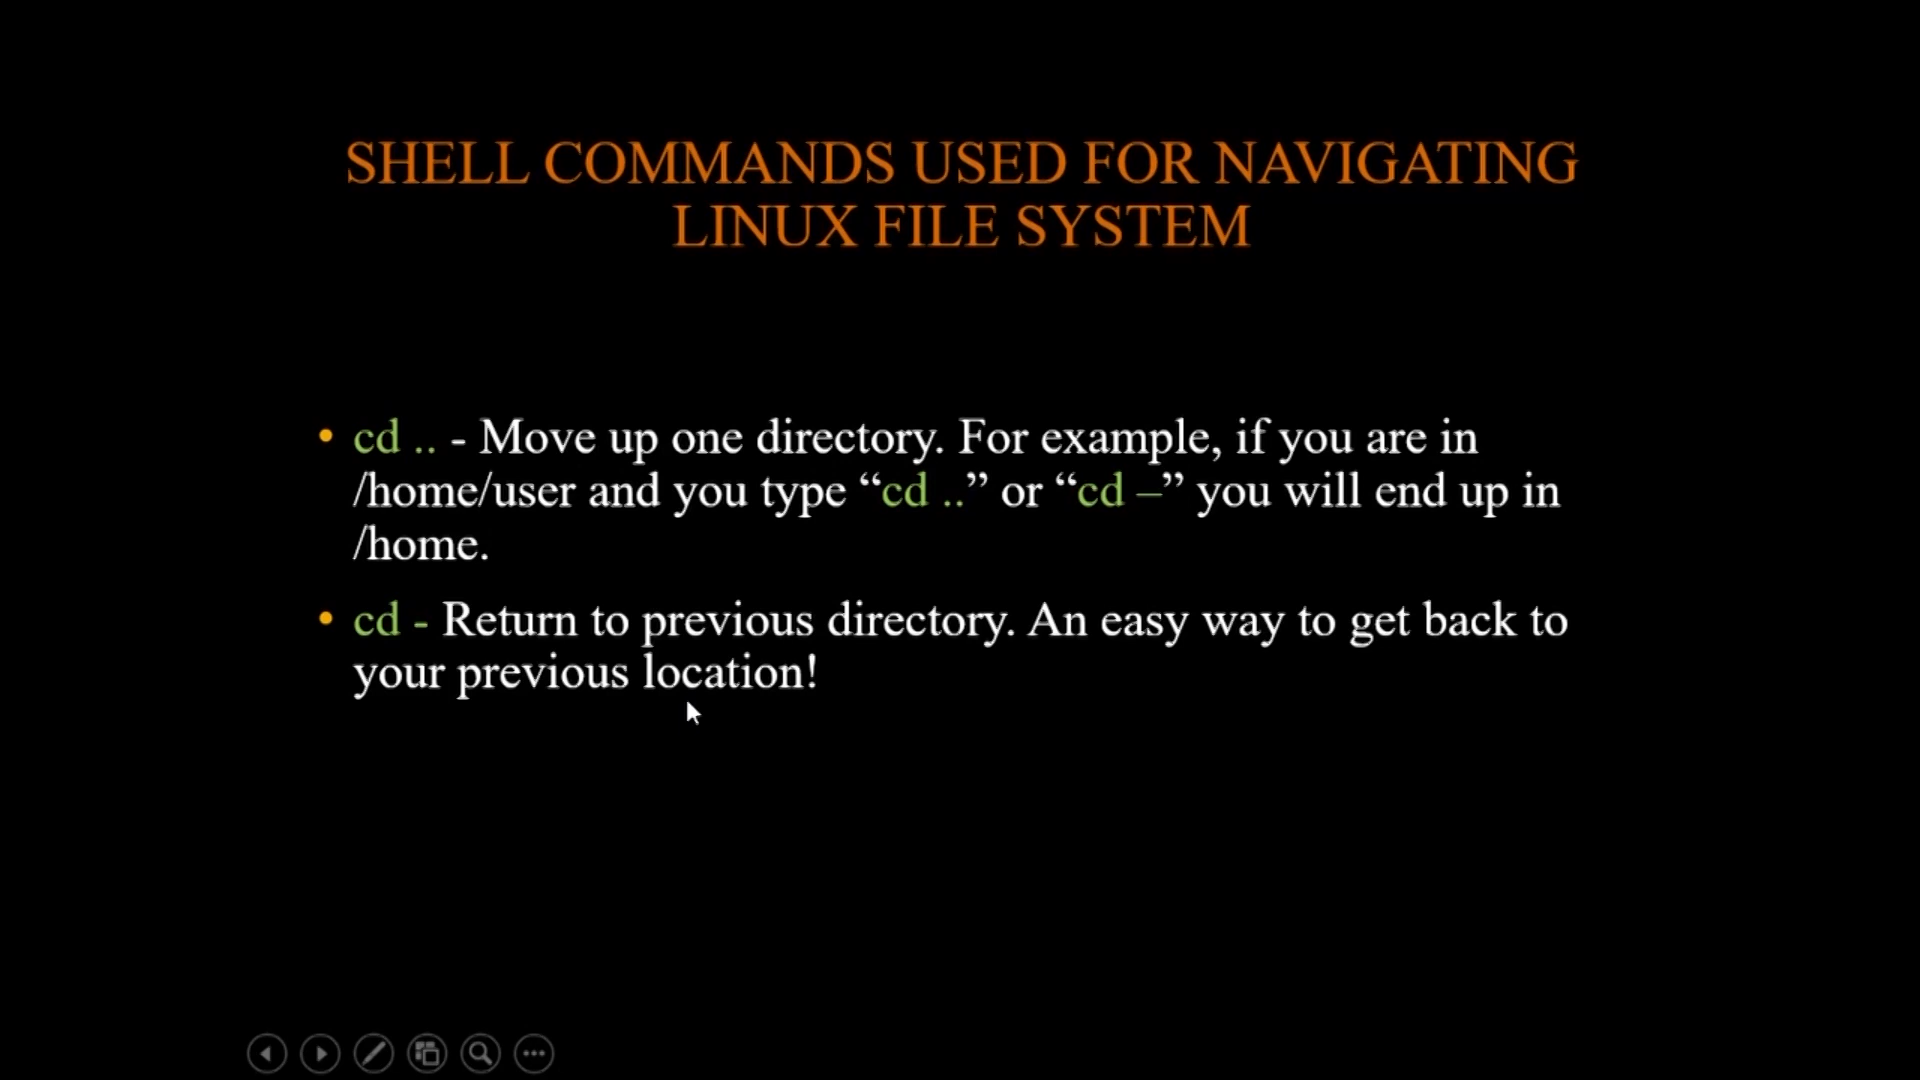 SHELL COMMANDS USED FOR NAVIGATING
LINUX FILE SYSTEM
• cd .. - Move up one directory. For example, if you are in
/home/user and you type “cd ..” or “cd –” you will end up in
/home.
• cd - Return to previous directory. An easy way to get back to
your previous location!